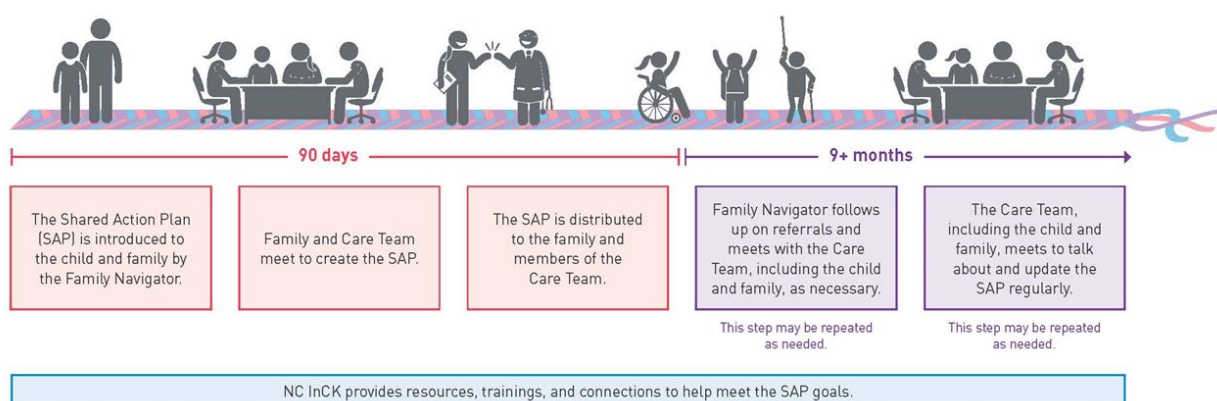 90 days
9+ months
The Shared Action Plan
(SAP) is introduced to
the child and family by
the Family Navigator.
Family and Care Team
meet to create the SAP.
The SAP is distributed
to the family and
members of the
Care Team.
Family Navigator follows
up on referrals and
meets with the Care
Team, including the child
and family, as necessary.
The Care Team,
including the child and
family, meets to talk
about and update the
SAP regularly.
This step may be repeated
as needed.
This step may be repeated
as needed.
NC InCK provides resources, trainings, and connections to help meet the SAP goals.